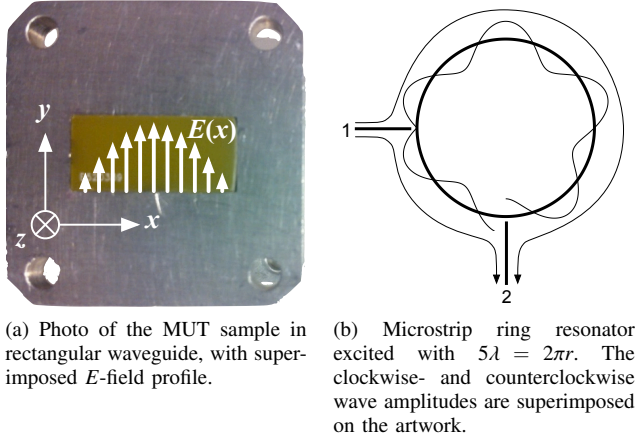 y
E(x)
x
z
1
2
(a) Photo of the MUT sample in
rectangular waveguide, with super-
imposed E-field profile.
(b) Microstrip ring resonator
excited with 5λ = 2πr. The
clockwise- and counterclockwise
wave amplitudes are superimposed
on the artwork.